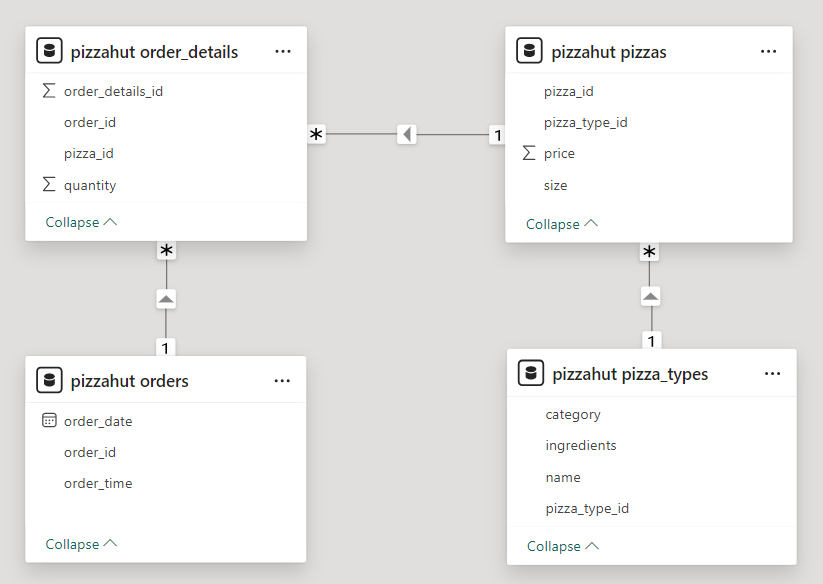 pizzahut order_details
order_details_id
order_id
pizza_id
quantity
Collapse
pizzahut pizzas
pizza_id
pizza_type_id
price
size
Collapse
* 1
*
1
*
1
pizzahut orders
order_date
order_id
order_time
Collapse
pizzahut pizza_types
category
ingredients
name
pizza_type_id
Collapse